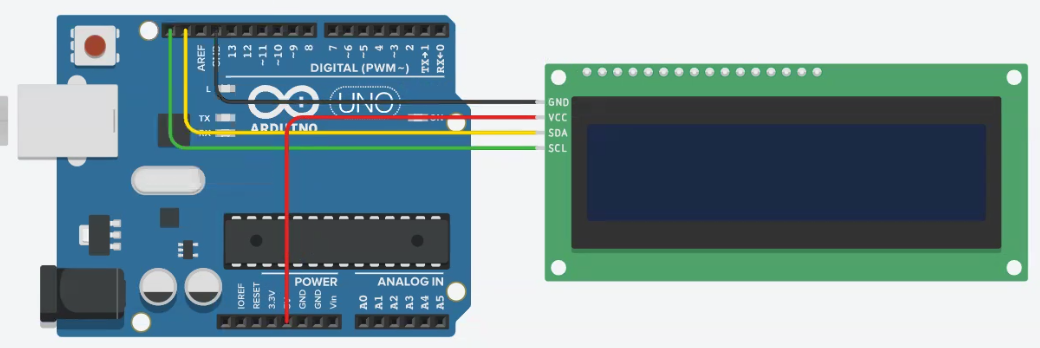 AREF
GND
13
12
~11
~10
~9
8
7
~6
~5
4
~3
2
TX→1
RX←0
DIGITAL (PWM~)
L
TX
RX
UNO
ARDUINO
ON
GND
VCC
SDA
SCL
POWER
ANALOG IN
IOREF
RESET
3.3V
5V
GND
GND
Vin
A0
A1
A2
A3
A4
A5